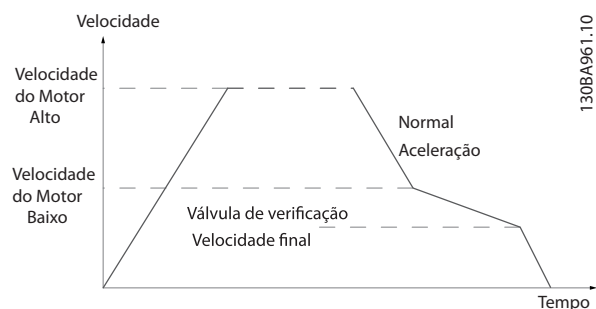 Velocidade
Velocidade
do Motor
Alto
Normal
Aceleração
Velocidade
do Motor
Baixo
Válvula de verificação
Velocidade final
Tempo
130BA961.10